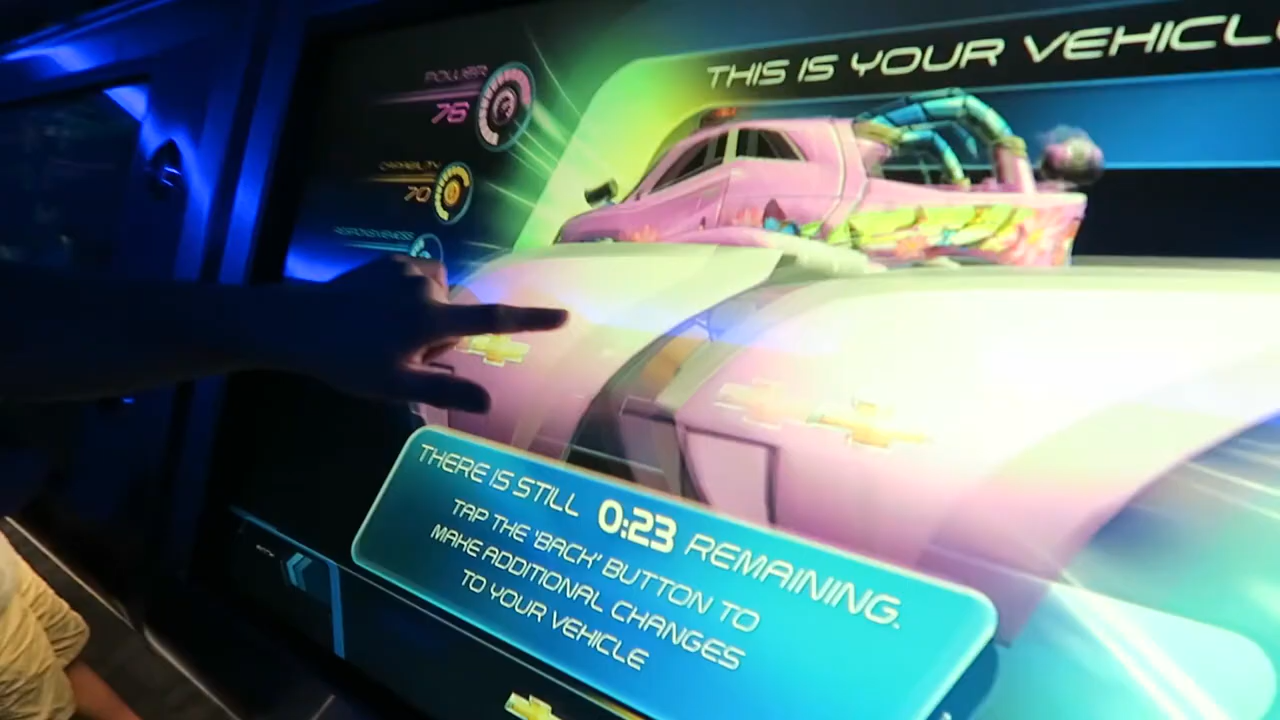 THIS IS YOUR VEHICL
POWER
76
CAPABILITY
70
THERE IS STILL 0:23 REMAINING.
TAP THE 'BACK' BUTTON TO
MAKE ADDITIONAL CHANGES
TO YOUR VEHICLE